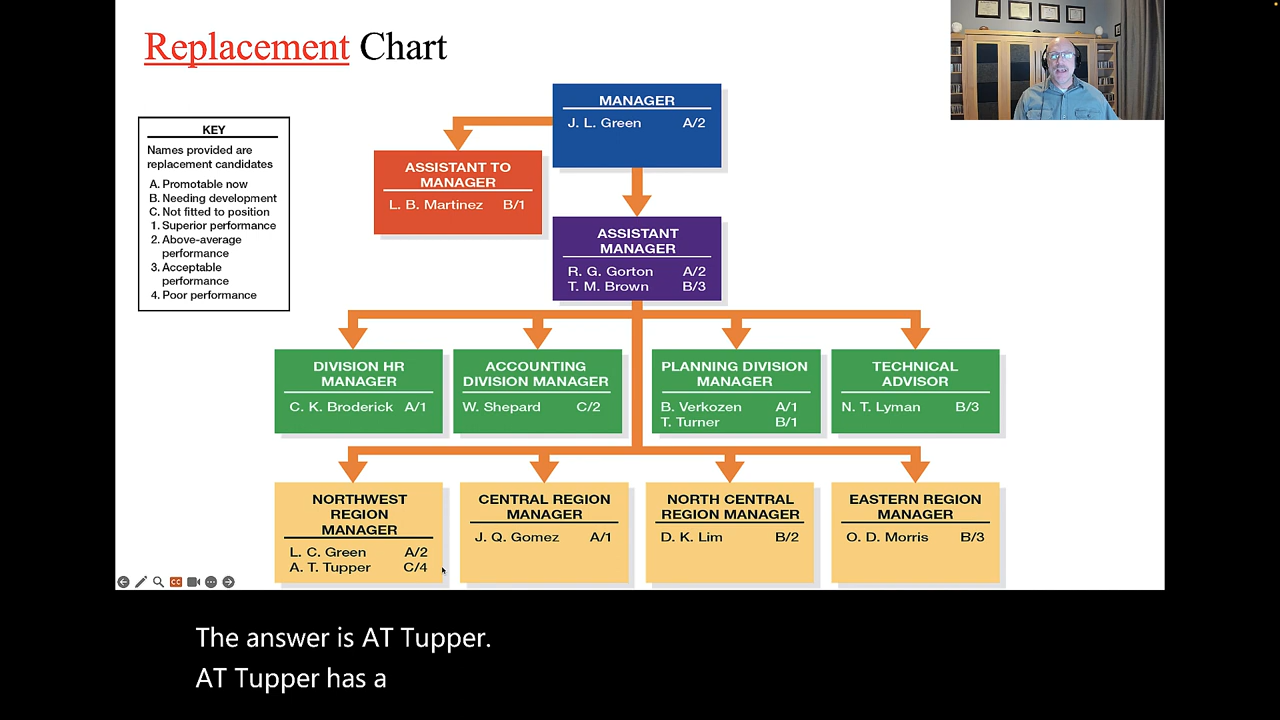 Replacement Chart
KEY
Names provided are
replacement candidates
A. Promotable now
B. Needing development
C. Not fitted to position
1. Superior performance
2. Above-average
performance
3. Acceptable
performance
4. Poor performance
MANAGER
J. L. Green A/2
ASSISTANT TO
MANAGER
L. B. Martinez B/1
ASSISTANT
MANAGER
R. G. Gorton A/2
T. M. Brown B/3
DIVISION HR
MANAGER
C. K. Broderick A/1
ACCOUNTING
DIVISION MANAGER
W. Shepard C/2
PLANNING DIVISION
MANAGER
B. Verkozen A/1
T. Turner B/1
TECHNICAL
ADVISOR
N. T. Lyman B/3
NORTHWEST
REGION
MANAGER
L. C. Green A/2
A. T. Tupper C/4
CENTRAL REGION
MANAGER
J. Q. Gomez A/1
NORTH CENTRAL
REGION MANAGER
D. K. Lim B/2
EASTERN REGION
MANAGER
O. D. Morris B/3
CC
The answer is AT Tupper.
AT Tupper has a